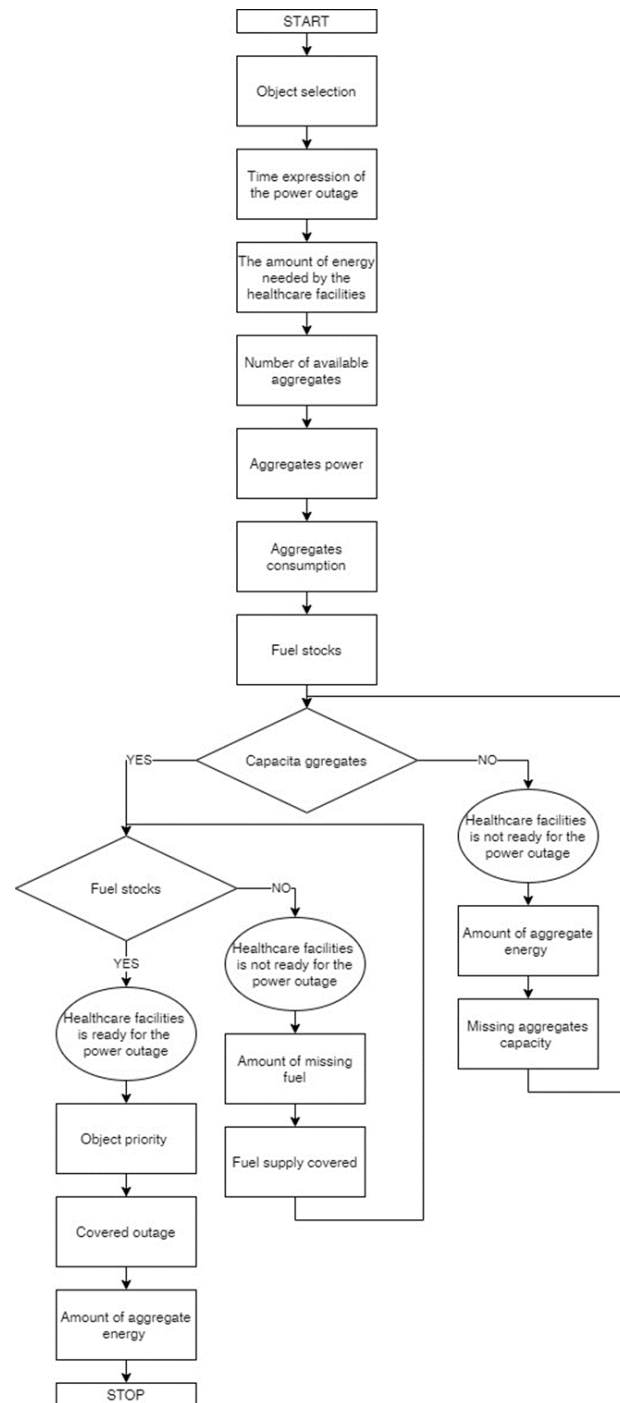 START
Object selection
Time expression of
the power outage
The amount of energy
needed by the
healthcare facilities
Number of available
aggregates
Aggregates power
Aggregates
consumption
Fuel stocks
Capacita ggregates
YES
NO
Healthcare facilities
is not ready for the
power outage
Amount of aggregate
energy
Missing aggregates
capacity
Fuel stocks
NO
Healthcare facilities
is not ready for the
power outage
Amount of missing
fuel
Fuel supply covered
YES
Healthcare facilities
is ready for the
power outage
Object priority
Covered outage
Amount of aggregate
energy
STOP